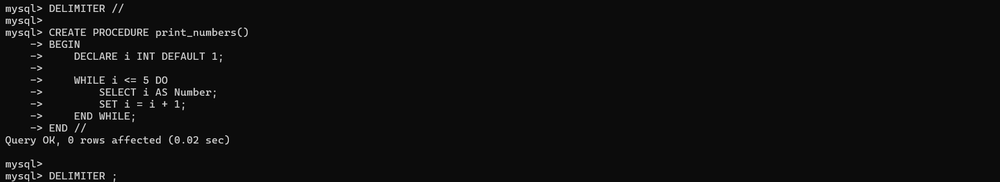 mysql> DELIMITER //
mysql>
mysql> CREATE PROCEDURE print_numbers()
    -> BEGIN
    ->     DECLARE i INT DEFAULT 1;
    ->
    ->     WHILE i <= 5 DO
    ->         SELECT i AS Number;
    ->         SET i = i + 1;
    ->     END WHILE;
    -> END //
Query OK, 0 rows affected (0.02 sec)

mysql>
mysql> DELIMITER ;